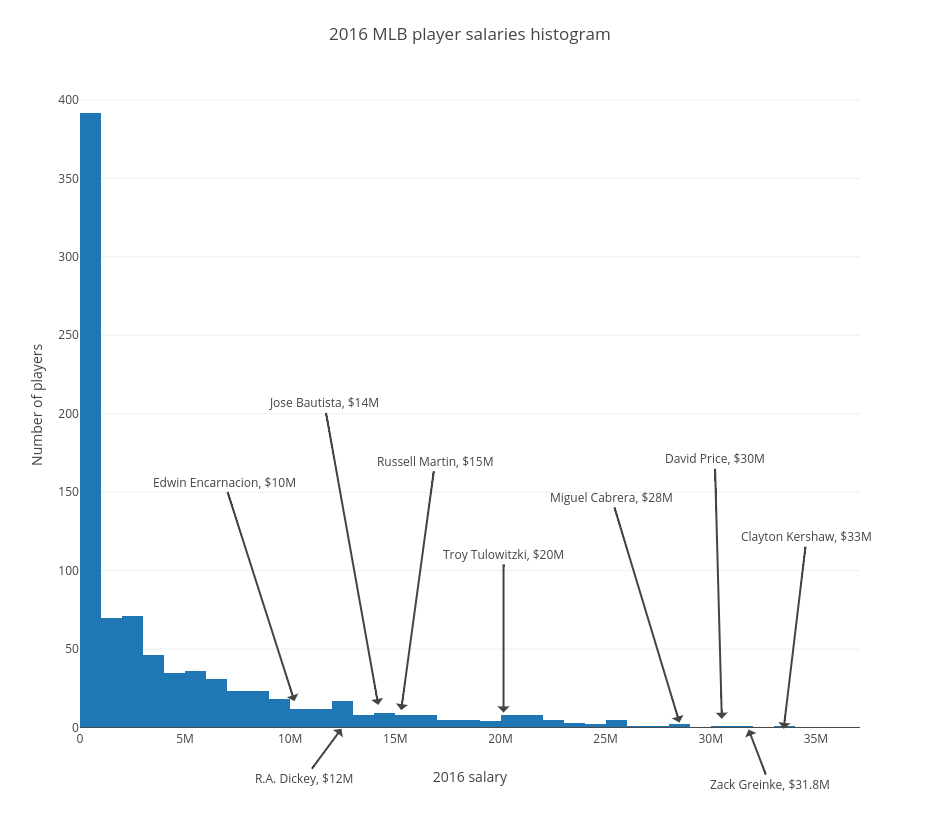 2016 MLB player salaries histogram
400
350
300
250
200
150
100
50
0
Number of players
Jose Bautista, $14M
Russell Martin, $15M
David Price, $30M
Edwin Encarnacion, $10M
Miguel Cabrera, $28M
Clayton Kershaw, $33M
Troy Tulowitzki, $20M
0
5M
10M
15M
20M
25M
30M
35M
R.A. Dickey, $12M
2016 salary
Zack Greinke, $31.8M